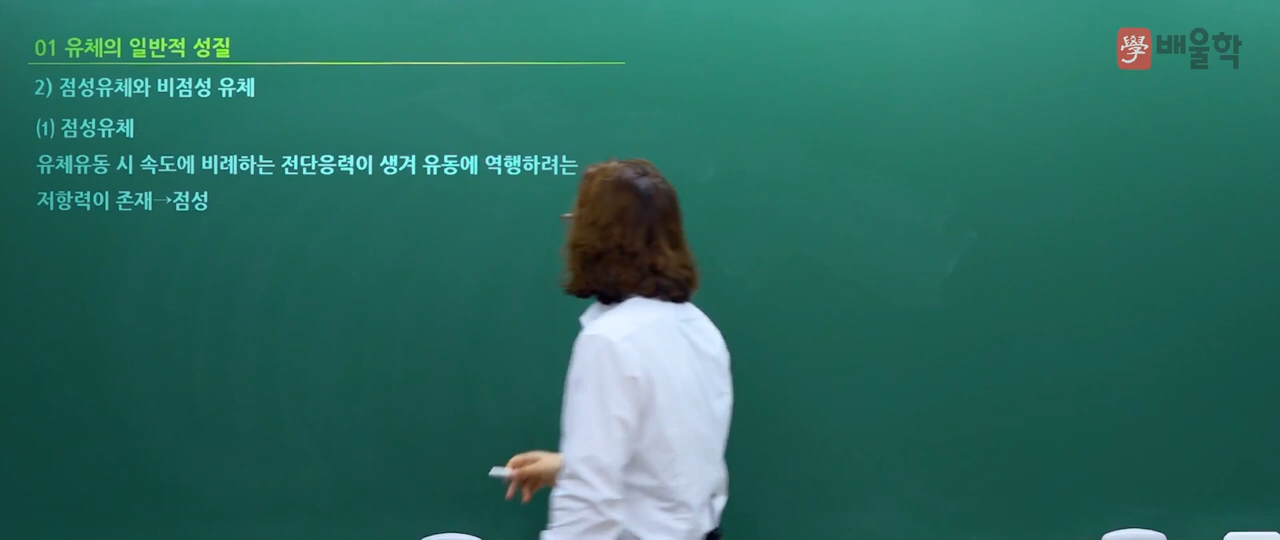 01 유체의 일반적 성질
學 배울학
2) 점성유체와 비점성 유체
(1) 점성유체
유체유동 시 속도에 비례하는 전단응력이 생겨 유동에 역행하려는
저항력이 존재→점성